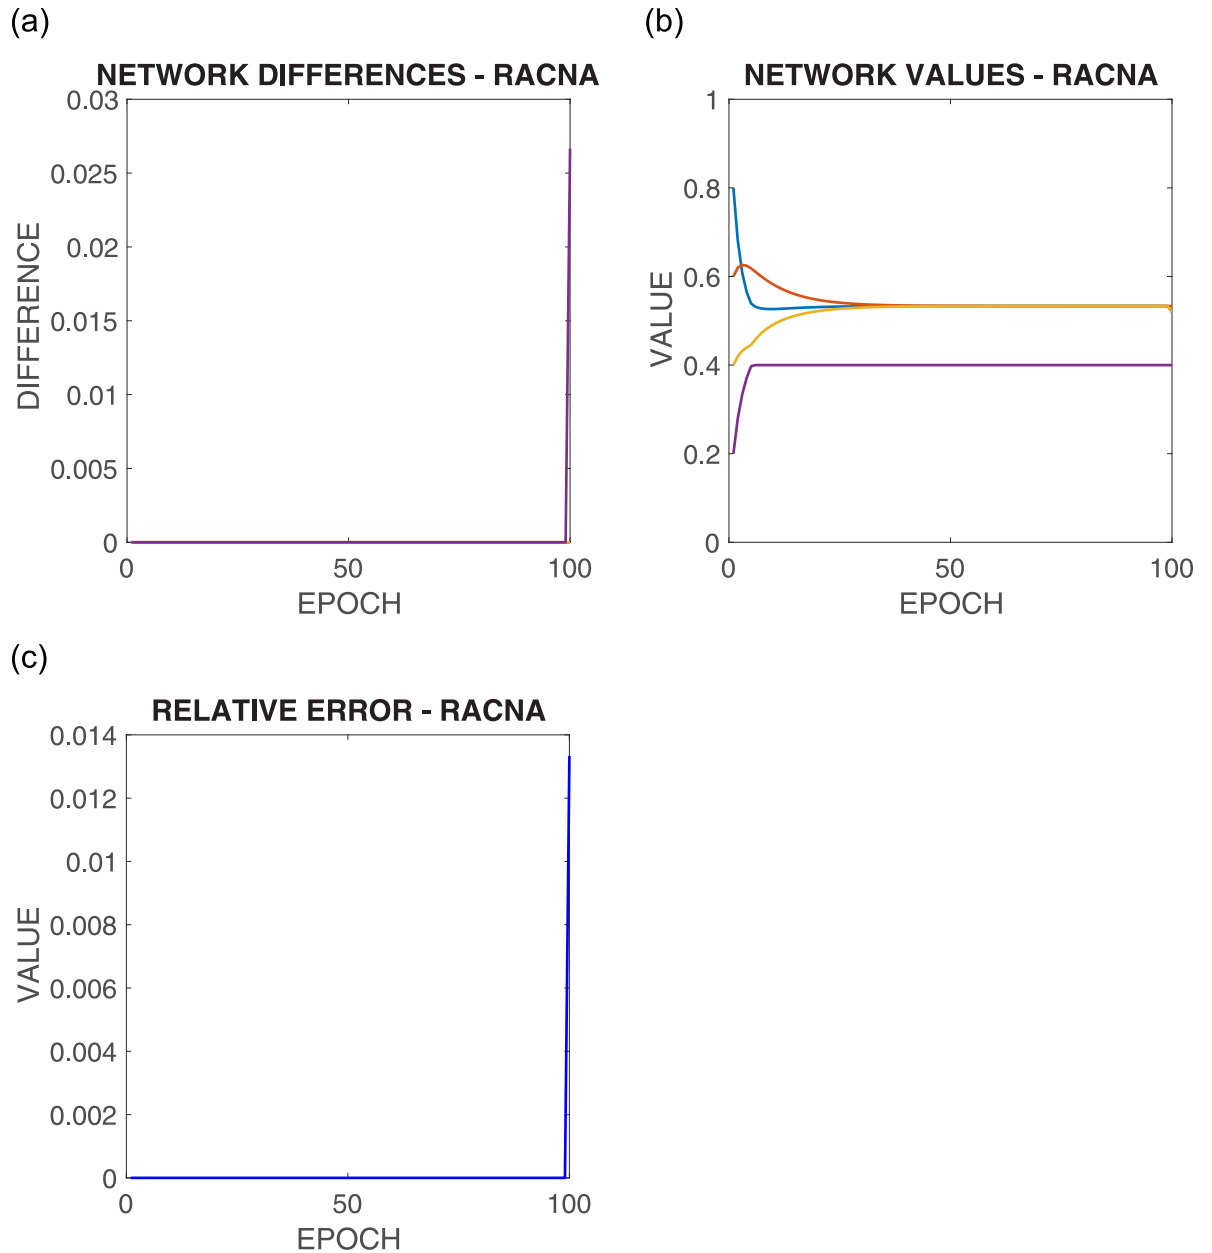 (a)
NETWORK DIFFERENCES - RACNA
0.03
0.025
0.02
0.015
0.01
0.005
0
DIFFERENCE
0
50
100
EPOCH
(b)
NETWORK VALUES - RACNA
1
0.8
0.6
0.4
0.2
0
VALUE
0
50
100
EPOCH
(c)
RELATIVE ERROR - RACNA
0.014
0.012
0.01
0.008
0.006
0.004
0.002
0
VALUE
0
50
100
EPOCH